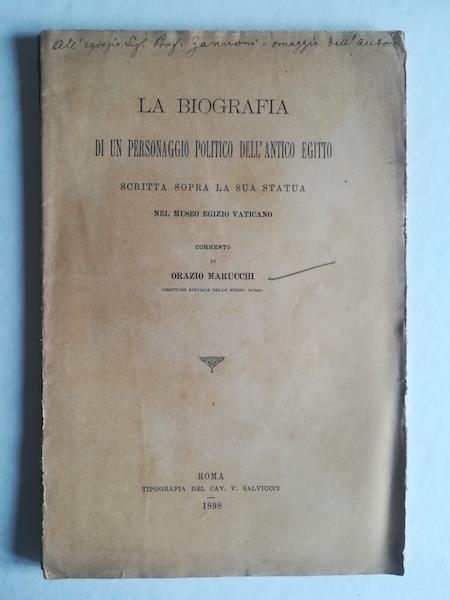 All'egregio Sig. Prof. Zannoni - omaggio dell'autore
LA BIOGRAFIA
DI UN PERSONAGGIO POLITICO DELL'ANTICO EGITTO
SCRITTA SOPRA LA SUA STATUA
NEL MUSEO EGIZIO VATICANO
COMMENTO
DI
ORAZIO MARUCCHI
DIRETTORE SPECIALE DELLO STESSO MUSEO
ROMA
TIPOGRAFIA DEL CAV. V. SALVIUCCI
1898